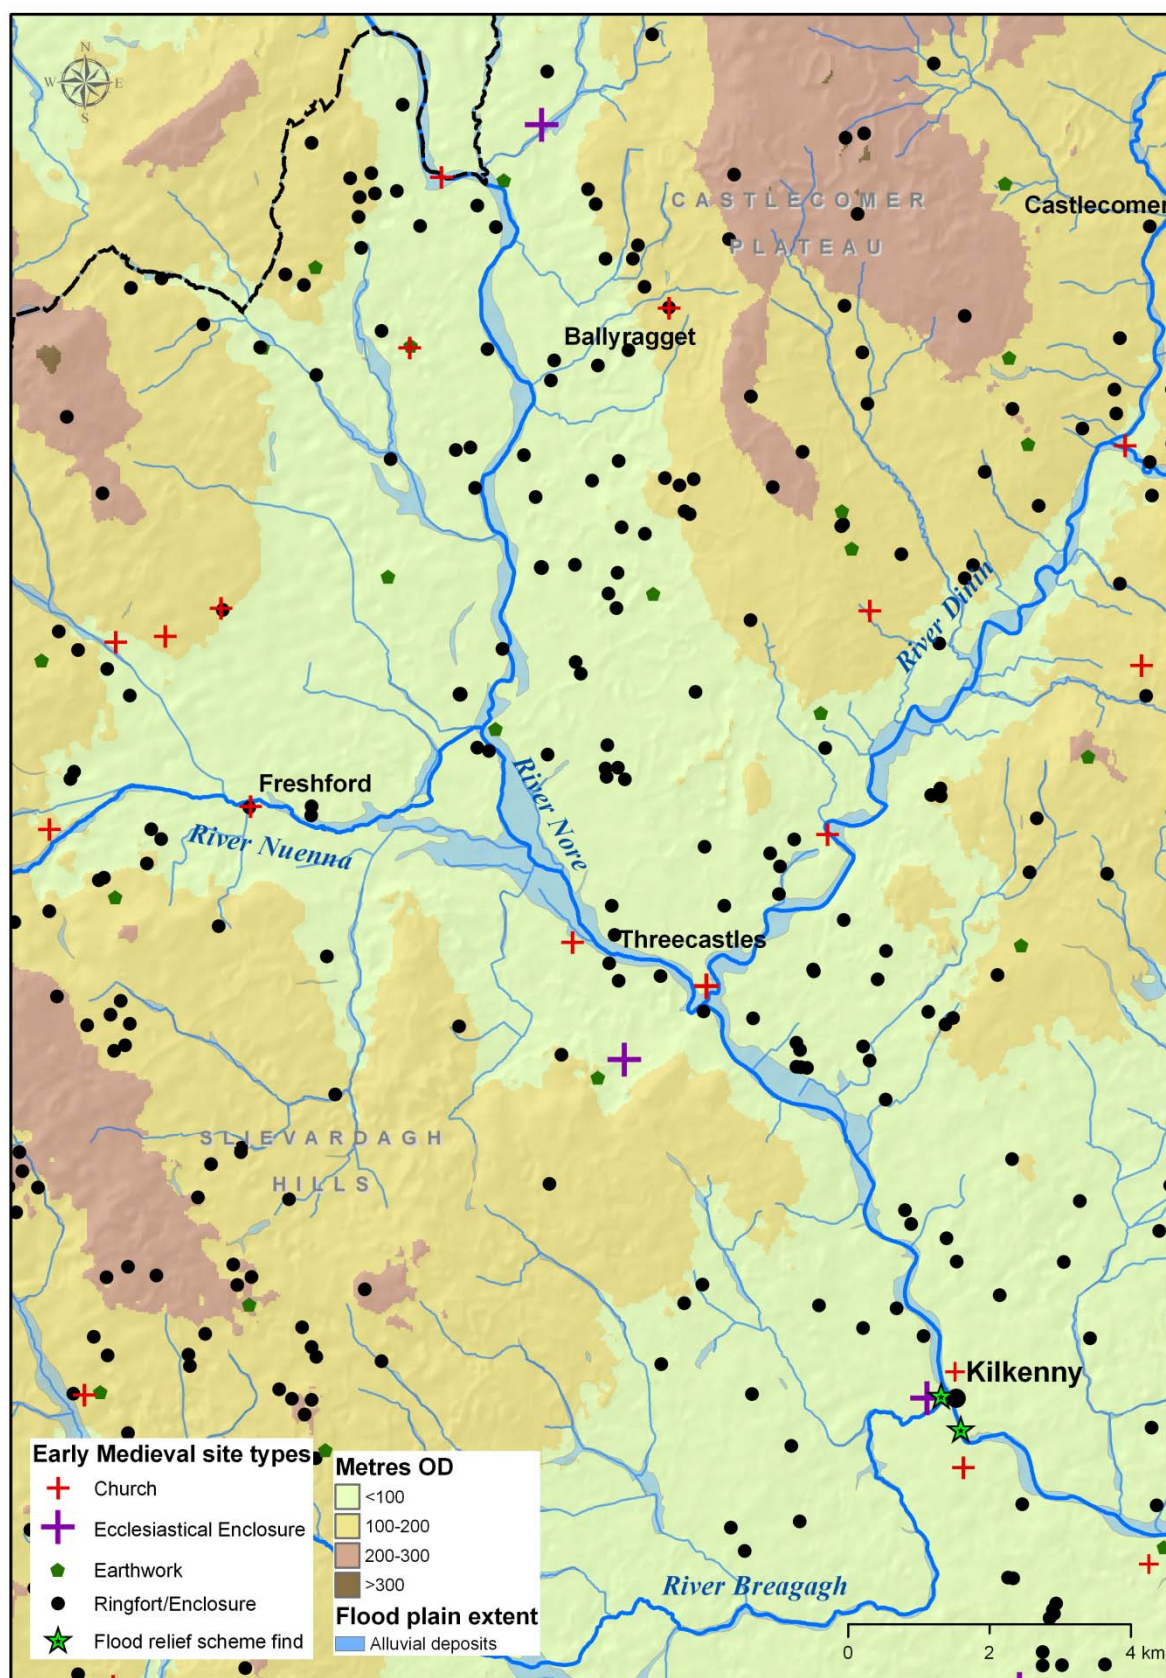 N
W E
S
CASTLECOMER
PLATEAU
Castlecomer
Ballyragget
River Dinin
Freshford
River Nore
River Nuenna
Threecastles
SLIEVARDAGH
HILLS
Kilkenny
River Breagagh
Early Medieval site types
Church
Ecclesiastical Enclosure
Earthwork
Ringfort/Enclosure
Flood relief scheme find
Metres OD
<100
100-200
200-300
>300
Flood plain extent
Alluvial deposits
0 2 4 km